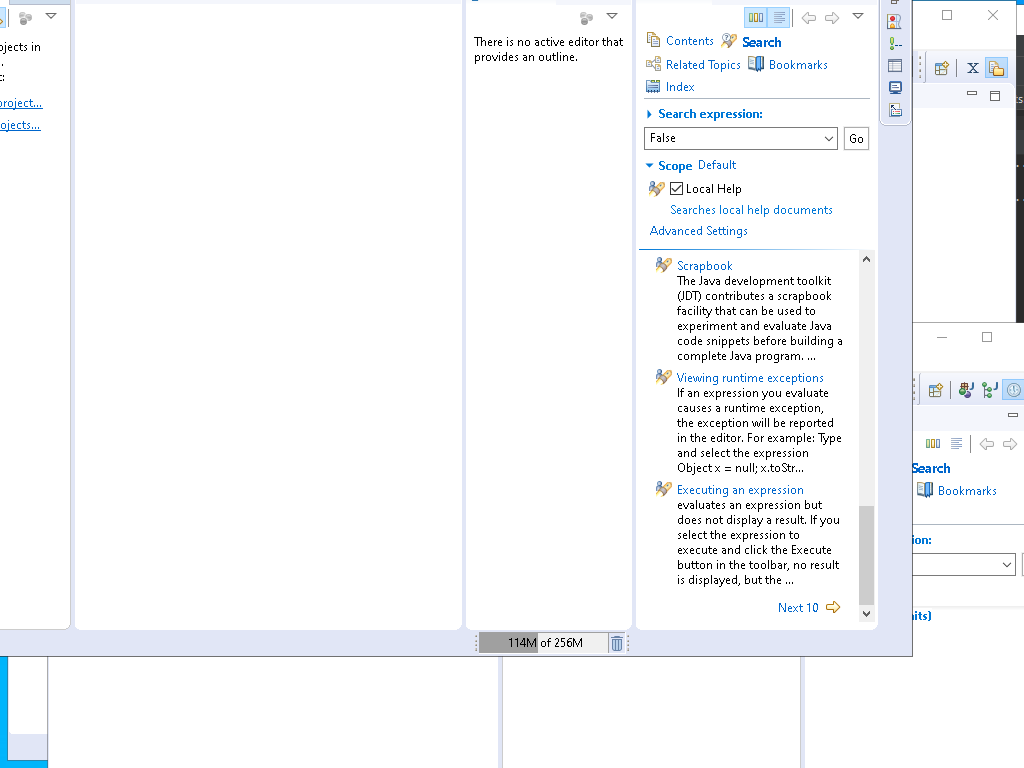 ojects in
.
project...
ojects...
There is no active editor that
provides an outline.
Contents
Search
Related Topics
Bookmarks
Index
Search expression:
False
Go
Scope
Default
Local Help
Searches local help documents
Advanced Settings
Scrapbook
The Java development toolkit
(JDT) contributes a scrapbook
facility that can be used to
experiment and evaluate Java
code snippets before building a
complete Java program. ...
Viewing runtime exceptions
If an expression you evaluate
causes a runtime exception,
the exception will be reported
in the editor. For example: Type
and select the expression
Object x = null; x.toStr...
Executing an expression
evaluates an expression but
does not display a result. If you
select the expression to
execute and click the Execute
button in the toolbar, no result
is displayed, but the ...
Next 10
114M of 256M
Search
Bookmarks
ion:
its)